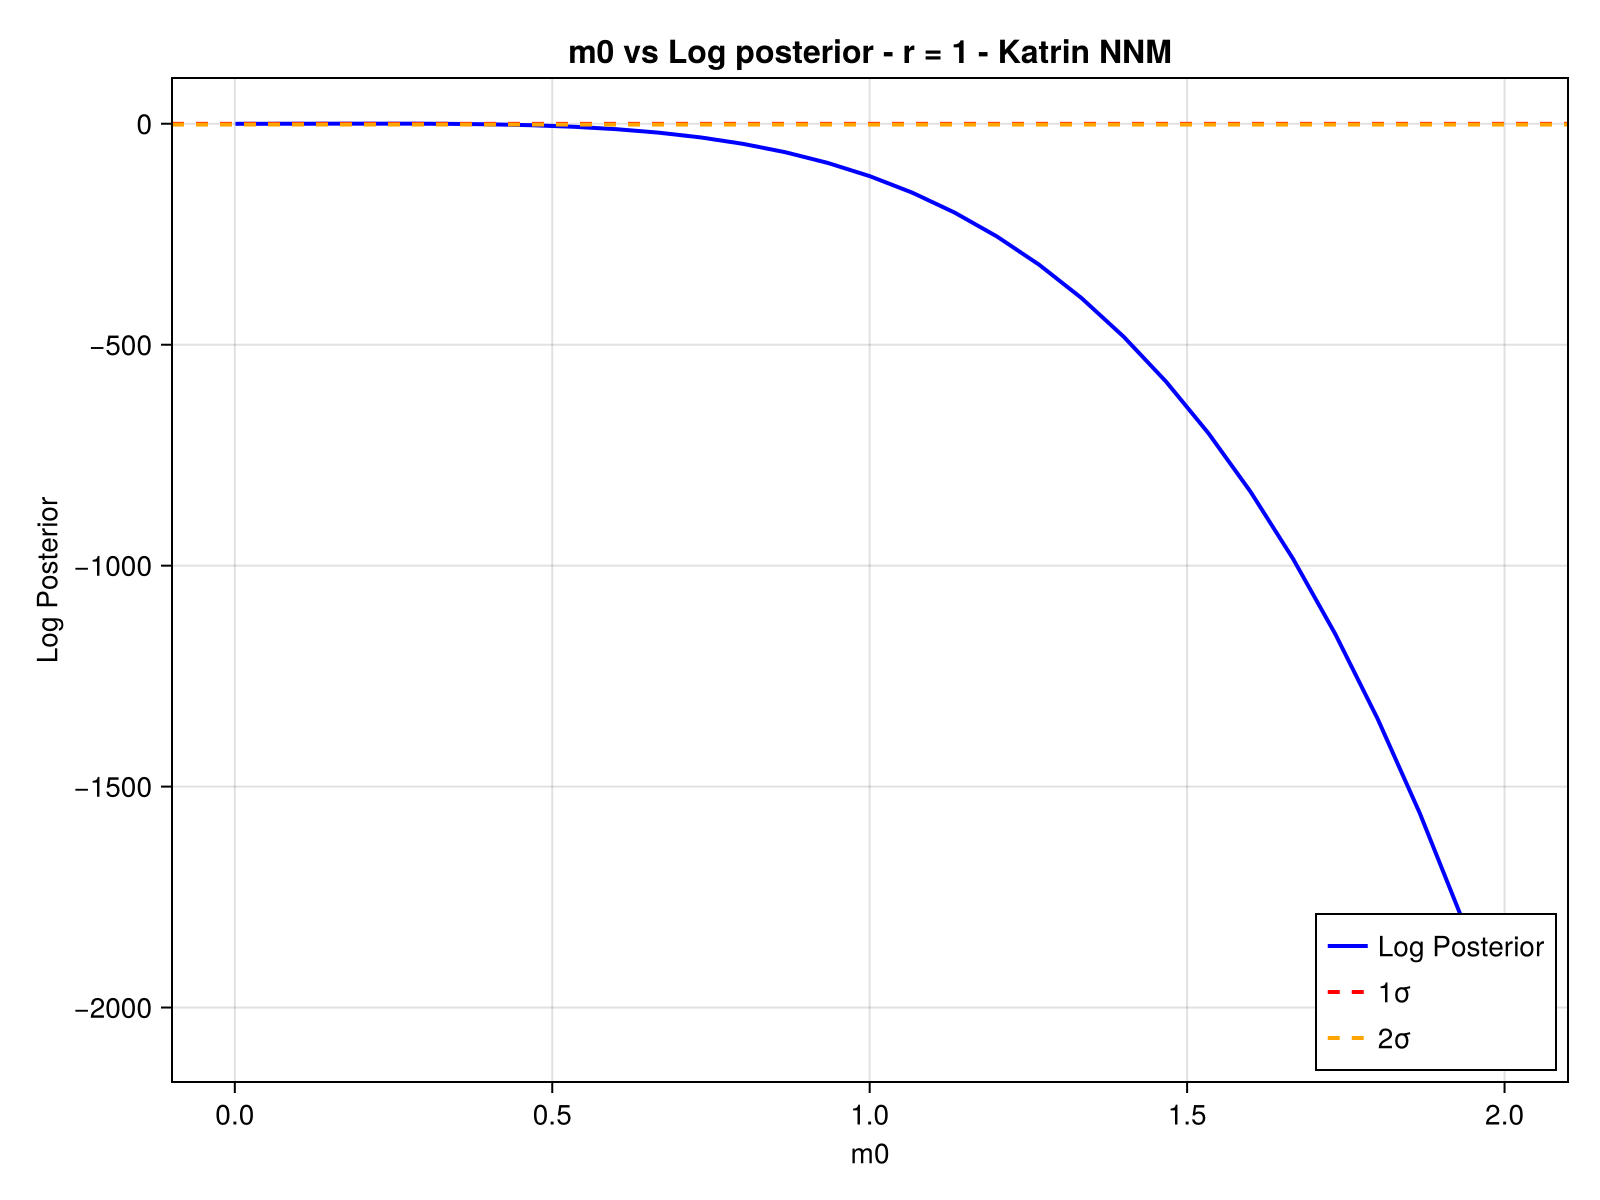 m0 vs Log posterior - r = 1 - Katrin NNM
Log Posterior
0
−500
−1000
−1500
−2000
0.0
0.5
1.0
1.5
2.0
m0
Log Posterior
1σ
2σ